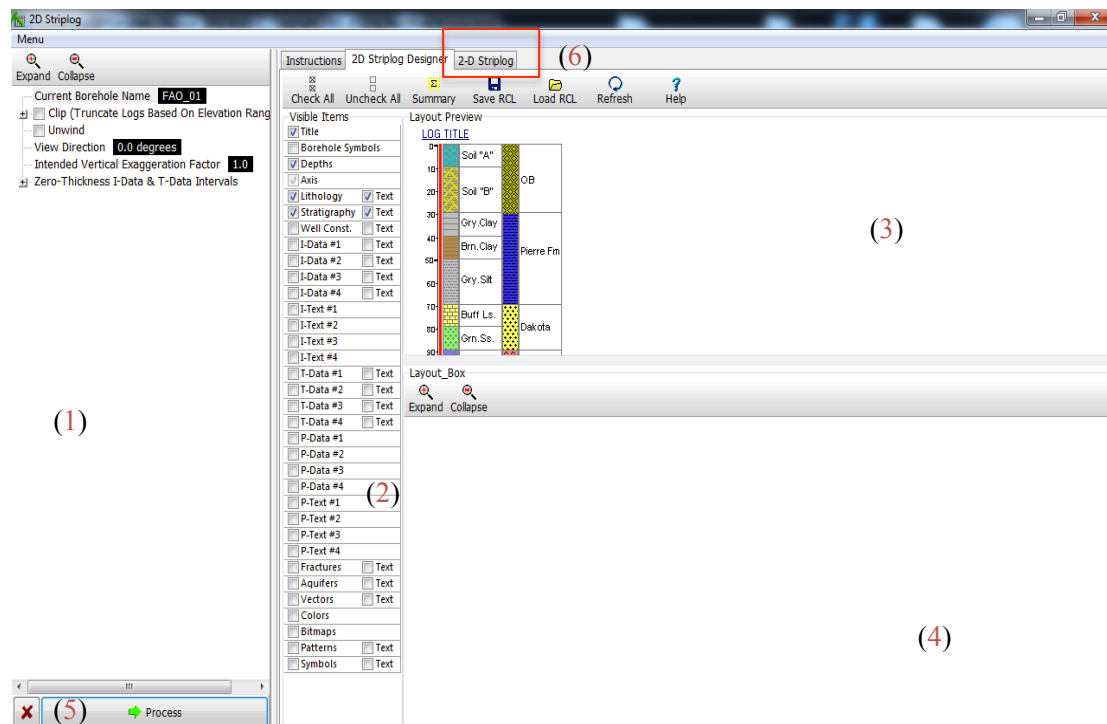 2D Striplog
Menu
Expand Collapse
Current Borehole Name FAO_01
Clip (Truncate Logs Based On Elevation Rang
Unwind
View Direction 0.0 degrees
Intended Vertical Exaggeration Factor 1.0
Zero-Thickness I-Data & T-Data Intervals
(1)
(5) Process
Instructions 2D Striplog Designer 2-D Striplog (6)
Check All Uncheck All Σ Summary Save RCL Load RCL Refresh ? Help
Visible Items
Title
Borehole Symbols
Depths
Axis
Lithology Text
Stratigraphy Text
Well Const. Text
I-Data #1 Text
I-Data #2 Text
I-Data #3 Text
I-Data #4 Text
I-Text #1
I-Text #2
I-Text #3
I-Text #4
T-Data #1 Text
T-Data #2 Text
T-Data #3 Text
T-Data #4 Text
P-Data #1
P-Data #2
P-Data #3
P-Data #4
(2)
P-Text #1
P-Text #2
P-Text #3
P-Text #4
Fractures Text
Aquifers Text
Vectors Text
Colors
Bitmaps
Patterns Text
Symbols Text
Layout Preview
LOG TITLE
0
Soil "A"
10
OB
20
Soil "B"
30
Gry.Clay
(3)
40
Brn.Clay
Pierre Fm
50
60
Gry.Silt
70
Buff Ls.
Dakota
80
Grn.Ss.
90
Layout_Box
Expand Collapse
(4)